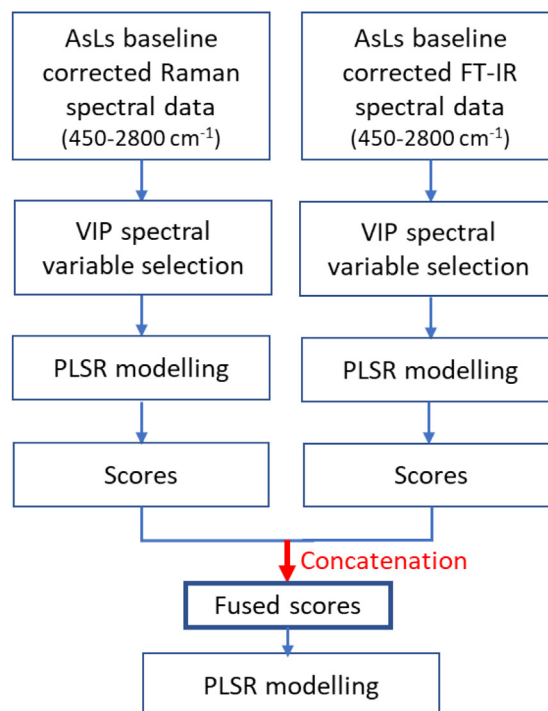 AsLs baseline
corrected Raman
spectral data
(450-2800 cm⁻¹)
AsLs baseline
corrected FT-IR
spectral data
(450-2800 cm⁻¹)
VIP spectral
variable selection
VIP spectral
variable selection
PLSR modelling
PLSR modelling
Scores
Scores
Concatenation
Fused scores
PLSR modelling